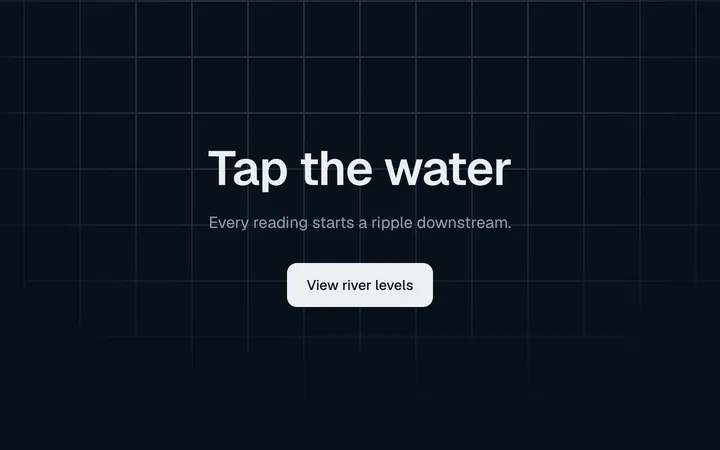 Tap the water
Every reading starts a ripple downstream.
View river levels